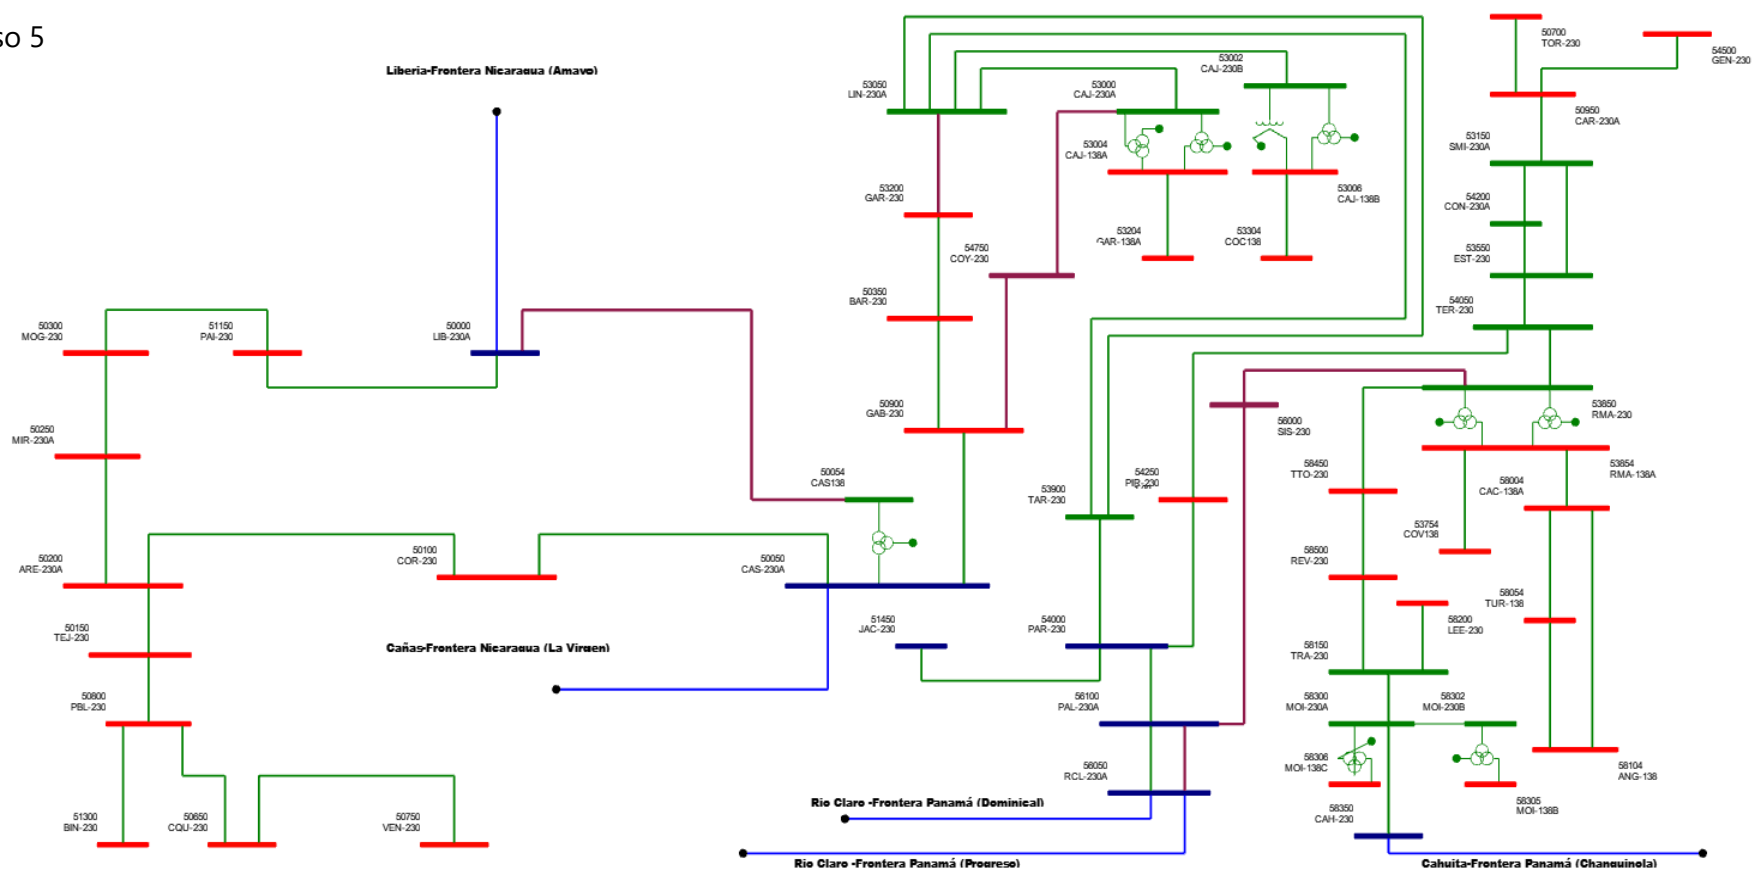 so 5
Liberia-Frontera Nicaragua (Amayo)
53050
LIN-230A
53000
CAJ-230A
53002
CAJ-230B
50700
TOR-230
54500
GEN-230
50950
CAR-230A
53150
SMI-230A
53004
CAJ-138A
53006
CAJ-138B
53200
GAR-230
54200
CON-230A
53204
GAR-138A
53304
COC138
54750
COY-230
53550
EST-230
50350
BAR-230
54050
TER-230
50300
MOG-230
51150
PAI-230
50000
LIB-230A
50900
GAB-230
53850
RMA-230
56000
SIS-230
50250
MIR-230A
50054
CAS138
53900
TAR-230
54250
PIR-230
58450
TTO-230
53854
RMA-138A
58004
CAC-138A
53754
COV138
50200
ARE-230A
50100
COR-230
50050
CAS-230A
58500
REV-230
58054
TUR-138
58200
LEE-230
50150
TEJ-230
Cañas-Frontera Nicaragua (La Virgen)
51450
JAC-230
54000
PAR-230
58150
TRA-230
50800
PBL-230
56100
PAL-230A
58300
MOI-230A
58302
MOI-230B
56050
RCL-230A
58306
MOI-138C
58104
ANG-138
58305
MOI-138B
Rio Claro -Frontera Panamá (Dominical)
51300
BIN-230
50650
CQU-230
50750
VEN-230
58350
CAH-230
Rio Claro -Frontera Panamá (Progreso)
Cahuita-Frontera Panamá (Changuinola)